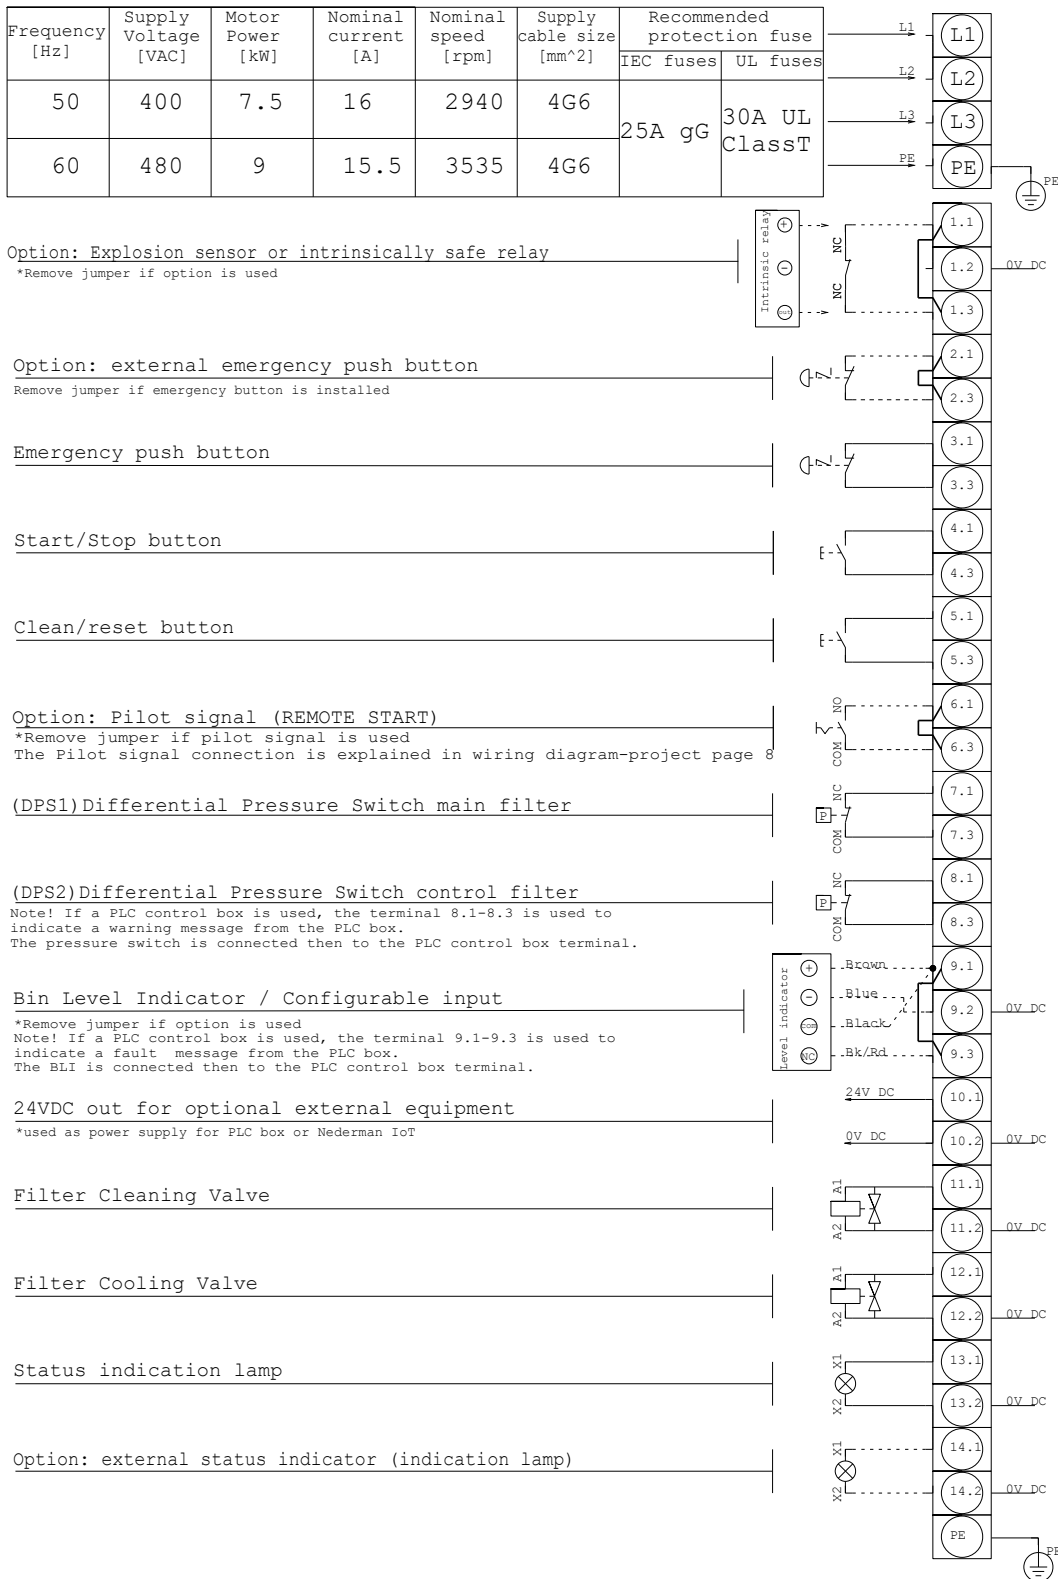 Frequency [Hz]
Supply Voltage [VAC]
Motor Power [kW]
Nominal current [A]
Nominal speed [rpm]
Supply cable size [mm^2]
Recommended protection fuse
IEC fuses
UL fuses
50 400 7.5 16 2940 4G6
60 480 9 15.5 3535 4G6
25A gG
30A UL
ClassT
L1 L1
L2 L2
L3 L3
PE PE
PE
Option: Explosion sensor or intrinsically safe relay
*Remove jumper if option is used
Intrinsic relay
+
-
out
NC
NC
1.1
1.2 0V DC
1.3
Option: external emergency push button
Remove jumper if emergency button is installed
2.1
2.3
Emergency push button
3.1
3.3
Start/Stop button
4.1
4.3
Clean/reset button
5.1
5.3
Option: Pilot signal (REMOTE START)
*Remove jumper if pilot signal is used
The Pilot signal connection is explained in wiring diagram-project page 8
NO
COM
6.1
6.3
(DPS1)Differential Pressure Switch main filter
P
NC
COM
7.1
7.3
(DPS2)Differential Pressure Switch control filter
Note! If a PLC control box is used, the terminal 8.1-8.3 is used to
indicate a warning message from the PLC box.
The pressure switch is connected then to the PLC control box terminal.
P
NC
COM
8.1
8.3
Bin Level Indicator / Configurable input
*Remove jumper if option is used
Note! If a PLC control box is used, the terminal 9.1-9.3 is used to
indicate a fault  message from the PLC box.
The BLI is connected then to the PLC control box terminal.
Level indicator
+ Brown
- Blue
com Black
NC Bk/Rd
9.1
9.2 0V DC
9.3
24VDC out for optional external equipment
*used as power supply for PLC box or Nederman IoT
24V DC 10.1
0V DC 10.2 0V DC
Filter Cleaning Valve
A1
A2
11.1
11.2 0V DC
Filter Cooling Valve
A1
A2
12.1
12.2 0V DC
Status indication lamp
X1
X2
13.1
13.2 0V DC
Option: external status indicator (indication lamp)
X1
X2
14.1
14.2 0V DC
PE
PE